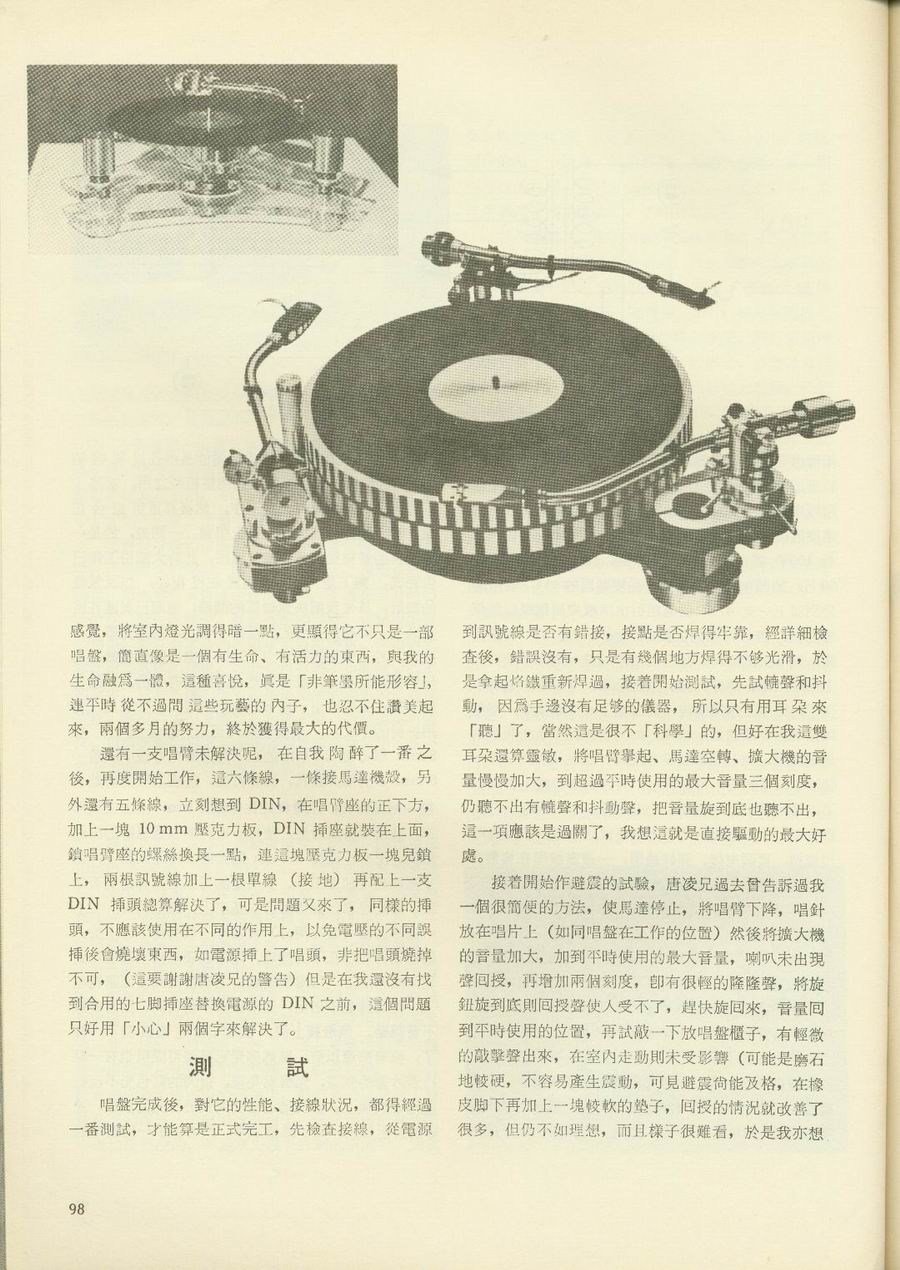 感覺，將室內燈光調得暗一點，更顯得它不只是一部
唱盤，簡直像是一個有生命、有活力的東西，與我的
生命融爲一體，這種喜悅，眞是「非筆墨所能形容」，
連平時從不過問這些玩藝的內子，也忍不住讚美起
來，兩個多月的努力，終於獲得最大的代價。
還有一支唱臂未解決呢，在自我陶醉了一番之
後，再度開始工作，這六條線，一條接馬達機殼，另
外還有五條線，立刻想到 DIN，在唱臂座的正下方，
加上一塊 10 mm 壓克力板，DIN 揷座就裝在上面，
鎖唱臂座的螺絲換長一點，連這塊壓克力板一塊兒鎖
上，兩根訊號線加上一根單線（接地）再配上一支
DIN 揷頭總算解決了，可是問題又來了，同樣的揷
頭，不應該使用在不同的作用上，以免電壓的不同誤
揷後會燒壞東西，如電源揷上了唱頭，非把唱頭燒掉
不可，（這要謝謝唐凌兄的警告）但是在我還沒有找
到合用的七脚揷座替換電源的 DIN 之前，這個問題
只好用「小心」兩個字來解決了。
測試
唱盤完成後，對它的性能、接線狀況，都得經過
一番測試，才能算是正式完工，先檢查接線，從電源
到訊號線是否有錯接，接點是否焊得牢靠，經詳細檢
查後，錯誤沒有，只是有幾個地方焊得不够光滑，於
是拿起烙鐵重新焊過，接着開始測試，先試轆聲和抖
動，因爲手邊沒有足够的儀器，所以只有用耳朶來
「聽」了，當然這是很不「科學」的，但好在我這雙
耳朶還算靈敏，將唱臂擧起、馬達空轉、擴大機的音
量慢慢加大，到超過平時使用的最大音量三個刻度，
仍聽不出有轆聲和抖動聲，把音量旋到底也聽不出，
這一項應該是過關了，我想這就是直接驅動的最大好
處。
接着開始作避震的試驗，唐凌兄過去曾告訴過我
一個很簡便的方法，使馬達停止，將唱臂下降，唱針
放在唱片上（如同唱盤在工作的位置）然後將擴大機
的音量加大，加到平時使用的最大音量，喇叭未出現
聲回授，再增加兩個刻度，卽有很輕的隆隆聲，將旋
鈕旋到底則回授聲使人受不了，趕快旋回來，音量回
到平時使用的位置，再試敲一下放唱盤櫃子，有輕微
的敲擊聲出來，在室內走動則未受影響（可能是磨石
地較硬，不容易產生震動，可見避震尙能及格，在橡
皮脚下再加上一塊較軟的墊子，回授的情況就改善了
很多，但仍不如理想，而且樣子很難看，於是我亦想
98